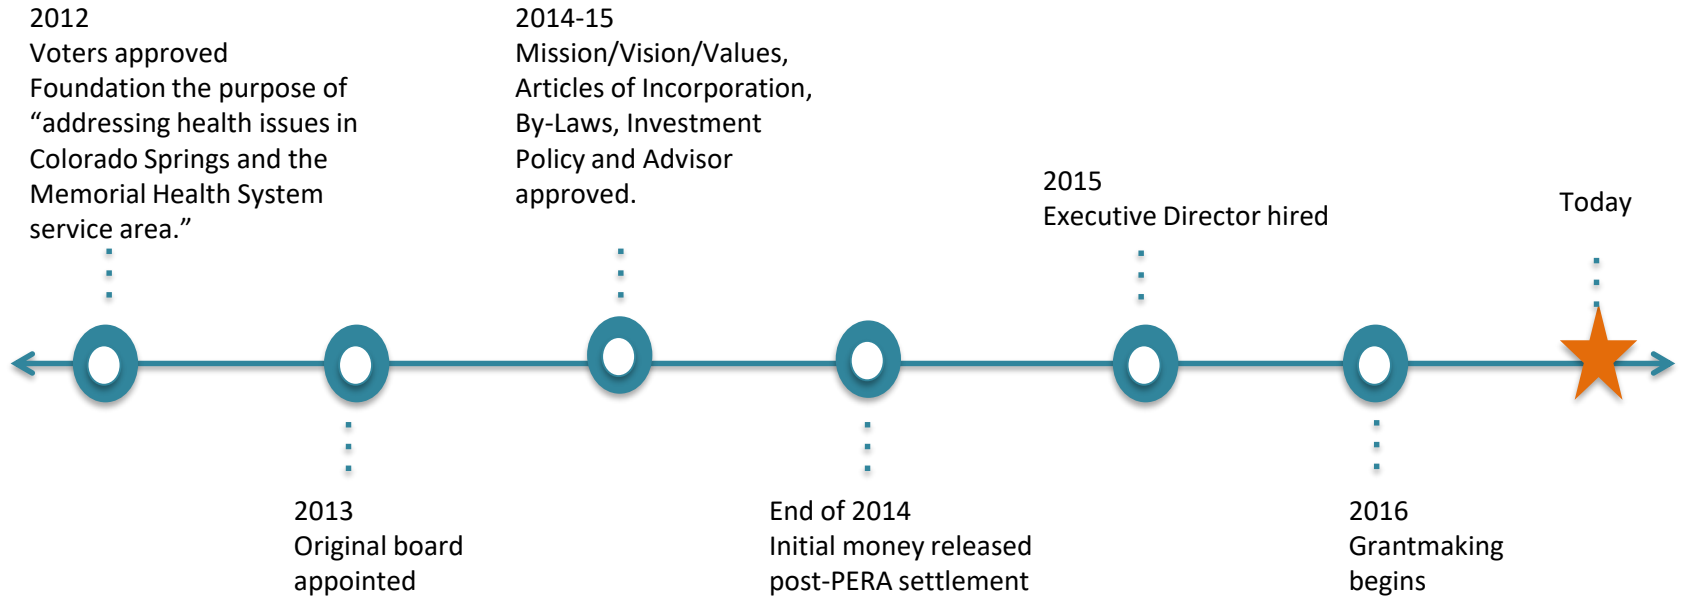 2012
Voters approved
Foundation the purpose of
“addressing health issues in
Colorado Springs and the
Memorial Health System
service area.”
2013
Original board
appointed
2014-15
Mission/Vision/Values,
Articles of Incorporation,
By-Laws, Investment
Policy and Advisor
approved.
End of 2014
Initial money released
post-PERA settlement
2015
Executive Director hired
2016
Grantmaking
begins
Today